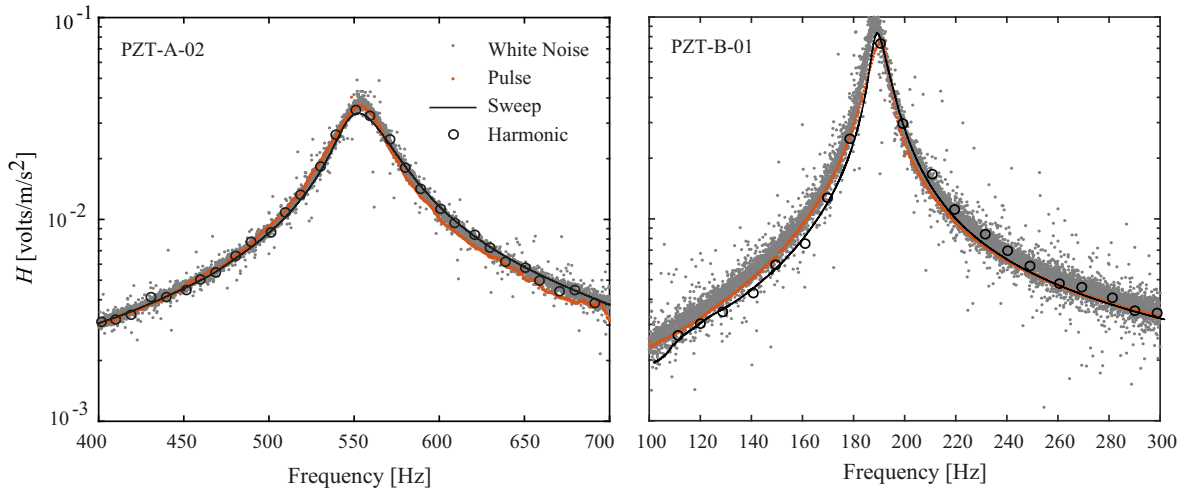 10^-1
PZT-A-02
White Noise
Pulse
Sweep
Harmonic
10^-2
H [volts/m/s²]
10^-3
400 450 500 550 600 650 700
Frequency [Hz]
PZT-B-01
100 120 140 160 180 200 220 240 260 280 300
Frequency [Hz]